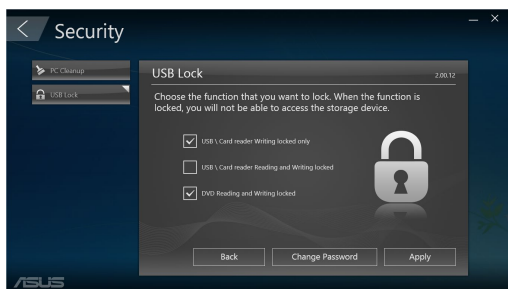 Security
PC Cleanup
USB Lock
USB Lock
2.00.12
Choose the function that you want to lock. When the function is
locked, you will not be able to access the storage device.
USB \ Card reader Writing locked only
USB \ Card reader Reading and Writing locked
DVD Reading and Writing locked
Back
Change Password
Apply
ASUS